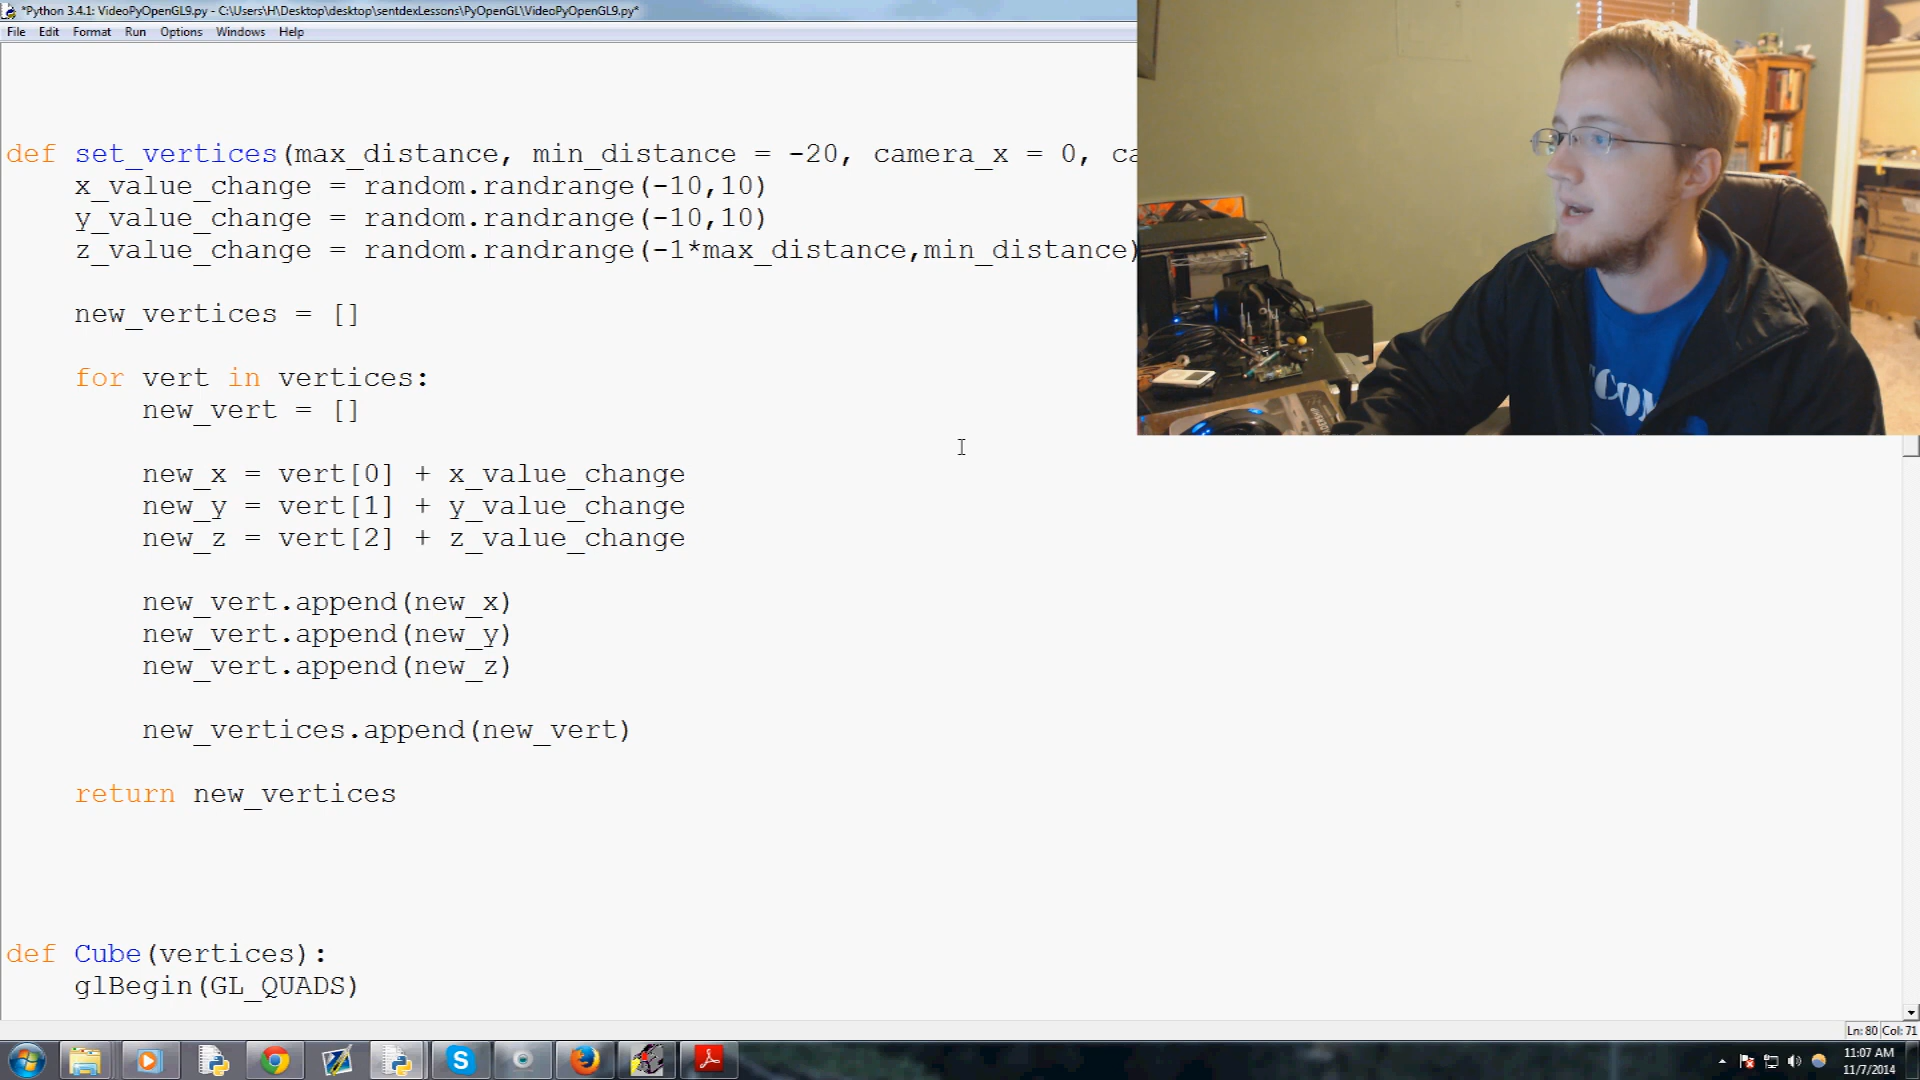 *Python 3.4.1: VideoPyOpenGL9.py - C:\Users\H\Desktop\desktop\sentdexLessons\PyOpenGL\VideoPyOpenGL9.py*
File Edit Format Run Options Windows Help
def set_vertices(max_distance, min_distance = -20, camera_x = 0, ca
    x_value_change = random.randrange(-10,10)
    y_value_change = random.randrange(-10,10)
    z_value_change = random.randrange(-1*max_distance,min_distance)
    new_vertices = []
    for vert in vertices:
        new_vert = []
        new_x = vert[0] + x_value_change
        new_y = vert[1] + y_value_change
        new_z = vert[2] + z_value_change
        new_vert.append(new_x)
        new_vert.append(new_y)
        new_vert.append(new_z)
        new_vertices.append(new_vert)
    return new_vertices
def Cube(vertices):
    glBegin(GL_QUADS)
Ln: 80 Col: 71
11:07 AM
11/7/2014